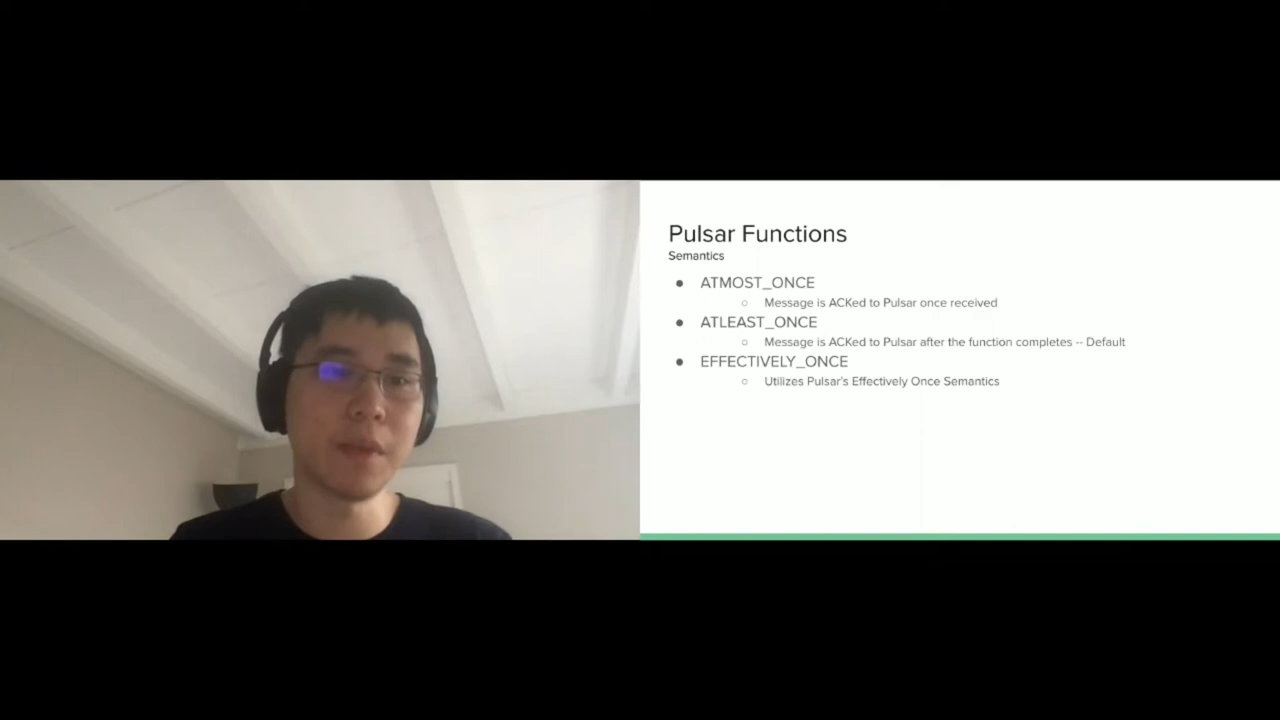 Pulsar Functions
Semantics
● ATMOST_ONCE
○ Message is ACKed to Pulsar once received
● ATLEAST_ONCE
○ Message is ACKed to Pulsar after the function completes -- Default
● EFFECTIVELY_ONCE
○ Utilizes Pulsar's Effectively Once Semantics